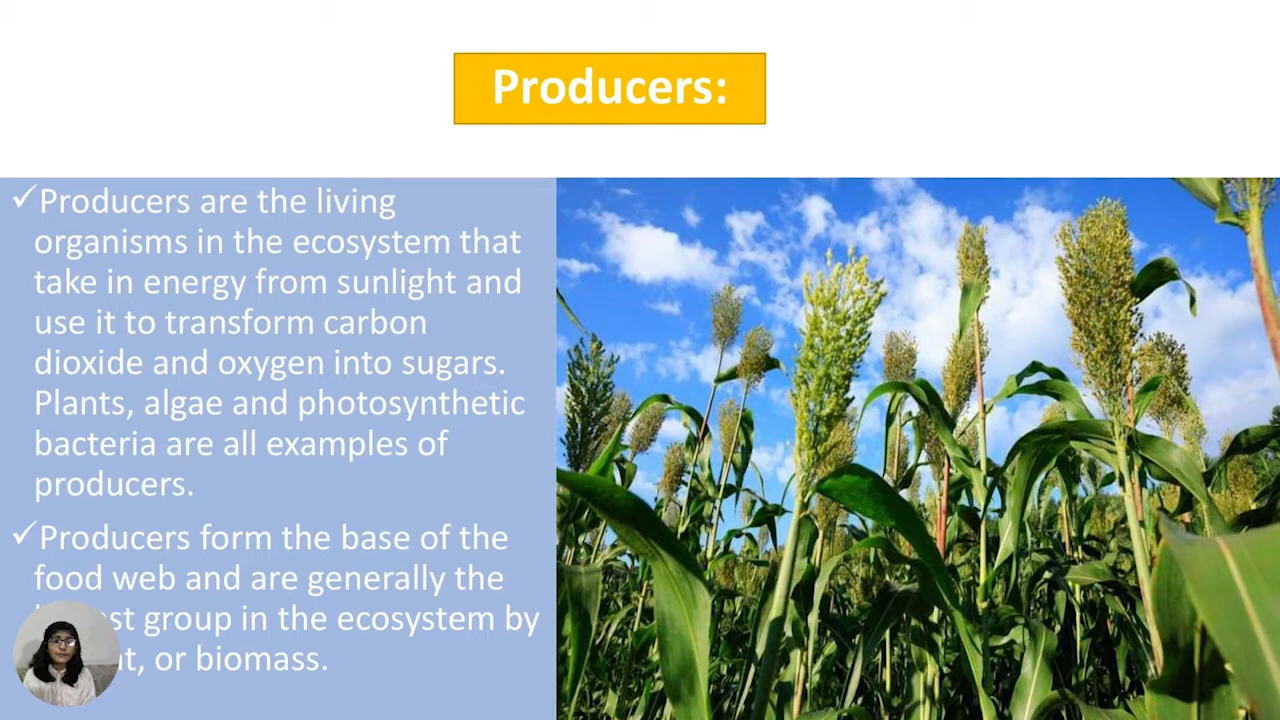 Producers:
✓Producers are the living
organisms in the ecosystem that
take in energy from sunlight and
use it to transform carbon
dioxide and oxygen into sugars.
Plants, algae and photosynthetic
bacteria are all examples of
producers.
✓Producers form the base of the
food web and are generally the
group in the ecosystem by
or biomass.